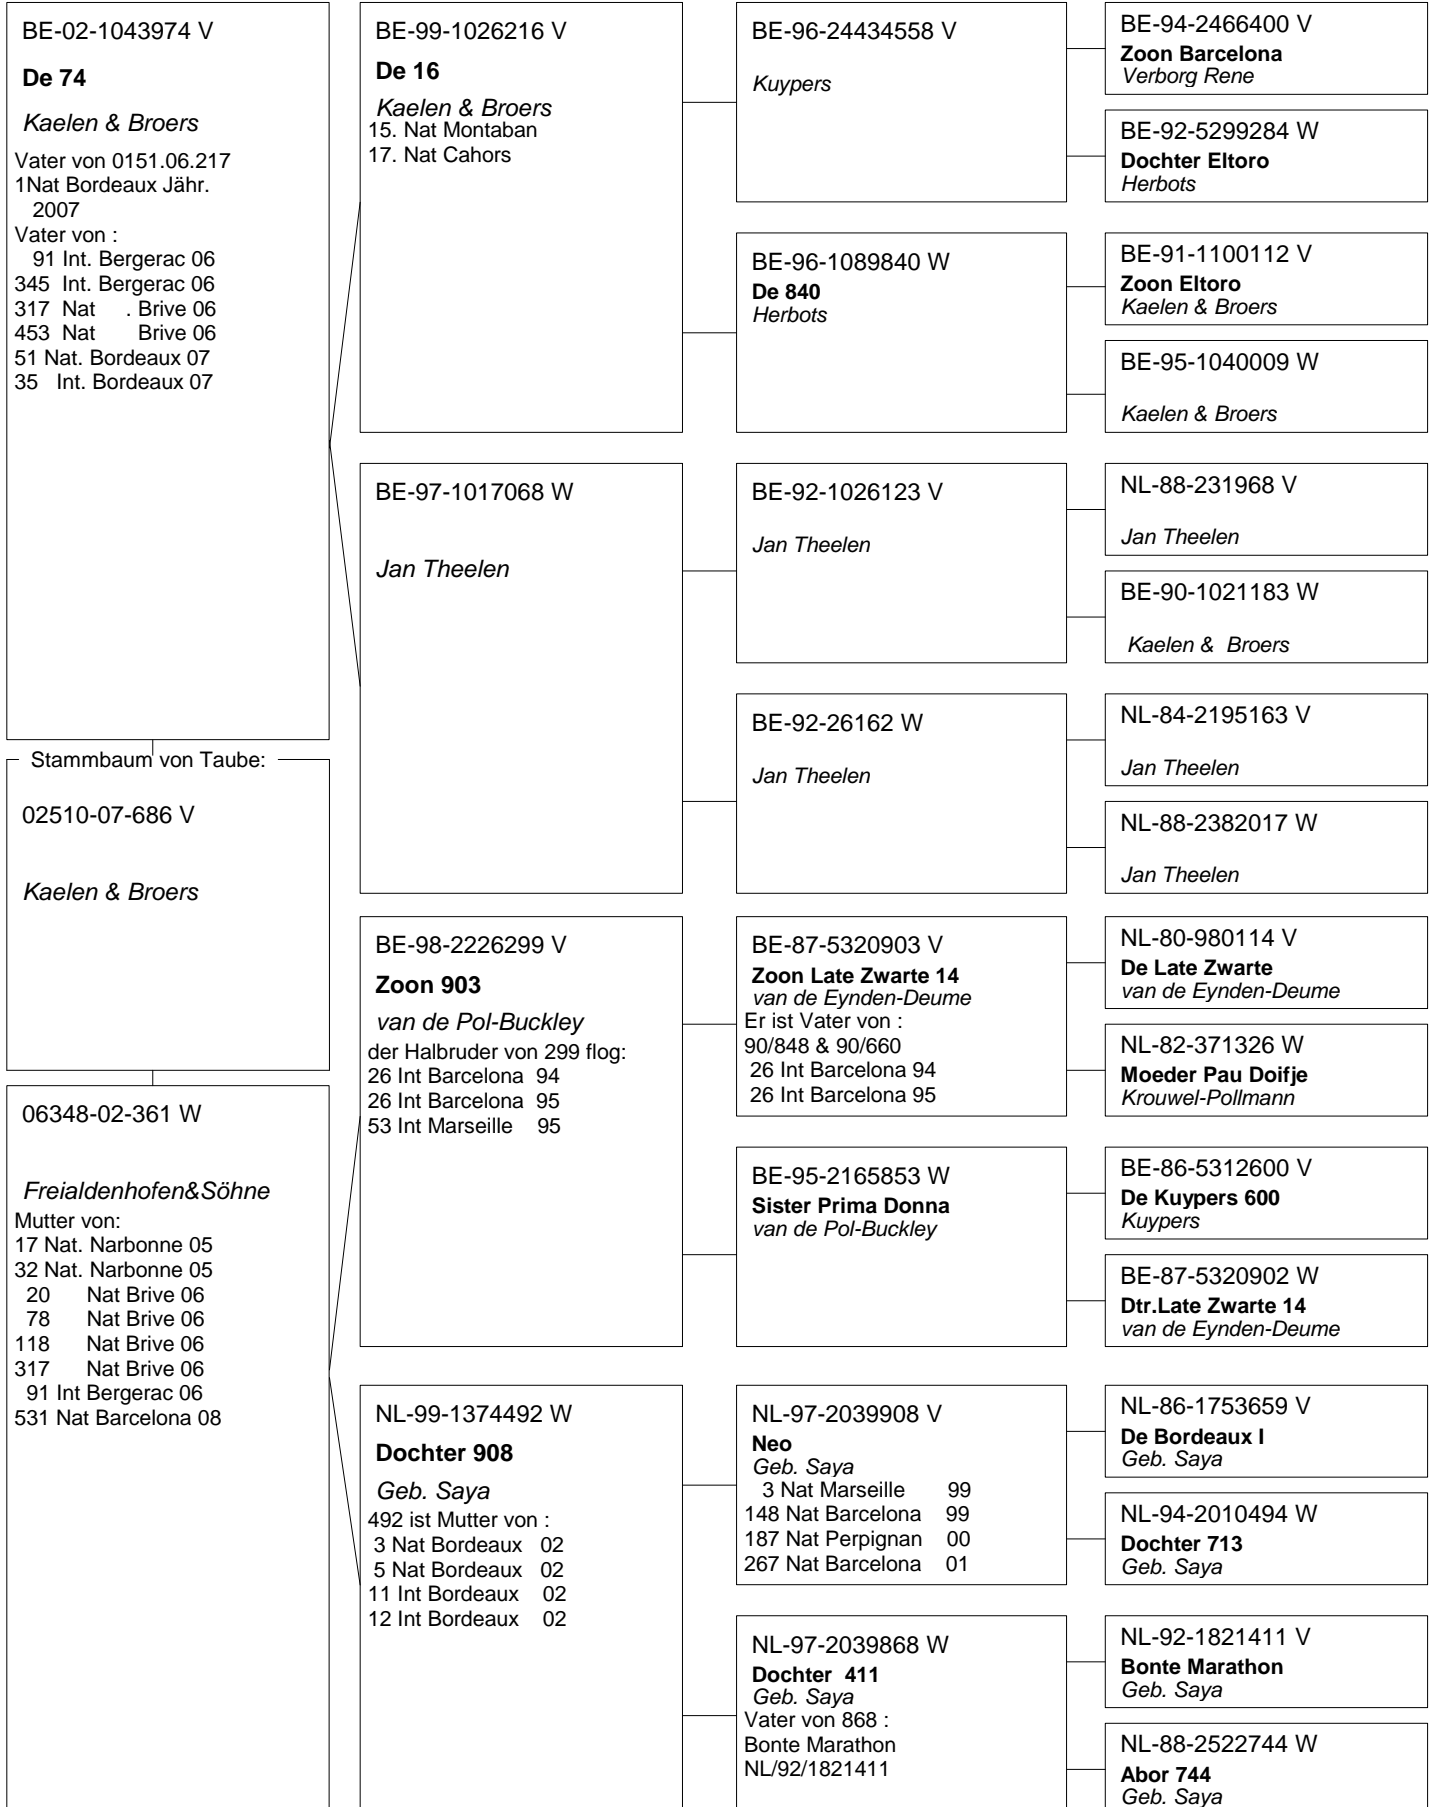 BE-02-1043974 V
De 74
Kaelen & Broers
Vater von 0151.06.217
1Nat Bordeaux Jähr.
2007
Vater von :
91 Int. Bergerac 06
345 Int. Bergerac 06
317 Nat . Brive 06
453 Nat Brive 06
51 Nat. Bordeaux 07
35 Int. Bordeaux 07
Stammbaum von Taube:
02510-07-686 V
Kaelen & Broers
06348-02-361 W
Freialdenhofen&Söhne
Mutter von:
17 Nat. Narbonne 05
32 Nat. Narbonne 05
20 Nat Brive 06
78 Nat Brive 06
118 Nat Brive 06
317 Nat Brive 06
91 Int Bergerac 06
531 Nat Barcelona 08
BE-99-1026216 V
De 16
Kaelen & Broers
15. Nat Montaban
17. Nat Cahors
BE-97-1017068 W
Jan Theelen
BE-98-2226299 V
Zoon 903
van de Pol-Buckley
der Halbruder von 299 flog:
26 Int Barcelona 94
26 Int Barcelona 95
53 Int Marseille 95
NL-99-1374492 W
Dochter 908
Geb. Saya
492 ist Mutter von :
3 Nat Bordeaux 02
5 Nat Bordeaux 02
11 Int Bordeaux 02
12 Int Bordeaux 02
BE-96-24434558 V
Kuypers
BE-96-1089840 W
De 840
Herbots
BE-92-1026123 V
Jan Theelen
BE-92-26162 W
Jan Theelen
BE-87-5320903 V
Zoon Late Zwarte 14
van de Eynden-Deume
Er ist Vater von :
90/848 & 90/660
26 Int Barcelona 94
26 Int Barcelona 95
BE-95-2165853 W
Sister Prima Donna
van de Pol-Buckley
NL-97-2039908 V
Neo
Geb. Saya
3 Nat Marseille 99
148 Nat Barcelona 99
187 Nat Perpignan 00
267 Nat Barcelona 01
NL-97-2039868 W
Dochter 411
Geb. Saya
Vater von 868 :
Bonte Marathon
NL/92/1821411
BE-94-2466400 V
Zoon Barcelona
Verborg Rene
BE-92-5299284 W
Dochter Eltoro
Herbots
BE-91-1100112 V
Zoon Eltoro
Kaelen & Broers
BE-95-1040009 W
Kaelen & Broers
NL-88-231968 V
Jan Theelen
BE-90-1021183 W
Kaelen & Broers
NL-84-2195163 V
Jan Theelen
NL-88-2382017 W
Jan Theelen
NL-80-980114 V
De Late Zwarte
van de Eynden-Deume
NL-82-371326 W
Moeder Pau Doifje
Krouwel-Pollmann
BE-86-5312600 V
De Kuypers 600
Kuypers
BE-87-5320902 W
Dtr.Late Zwarte 14
van de Eynden-Deume
NL-86-1753659 V
De Bordeaux I
Geb. Saya
NL-94-2010494 W
Dochter 713
Geb. Saya
NL-92-1821411 V
Bonte Marathon
Geb. Saya
NL-88-2522744 W
Abor 744
Geb. Saya